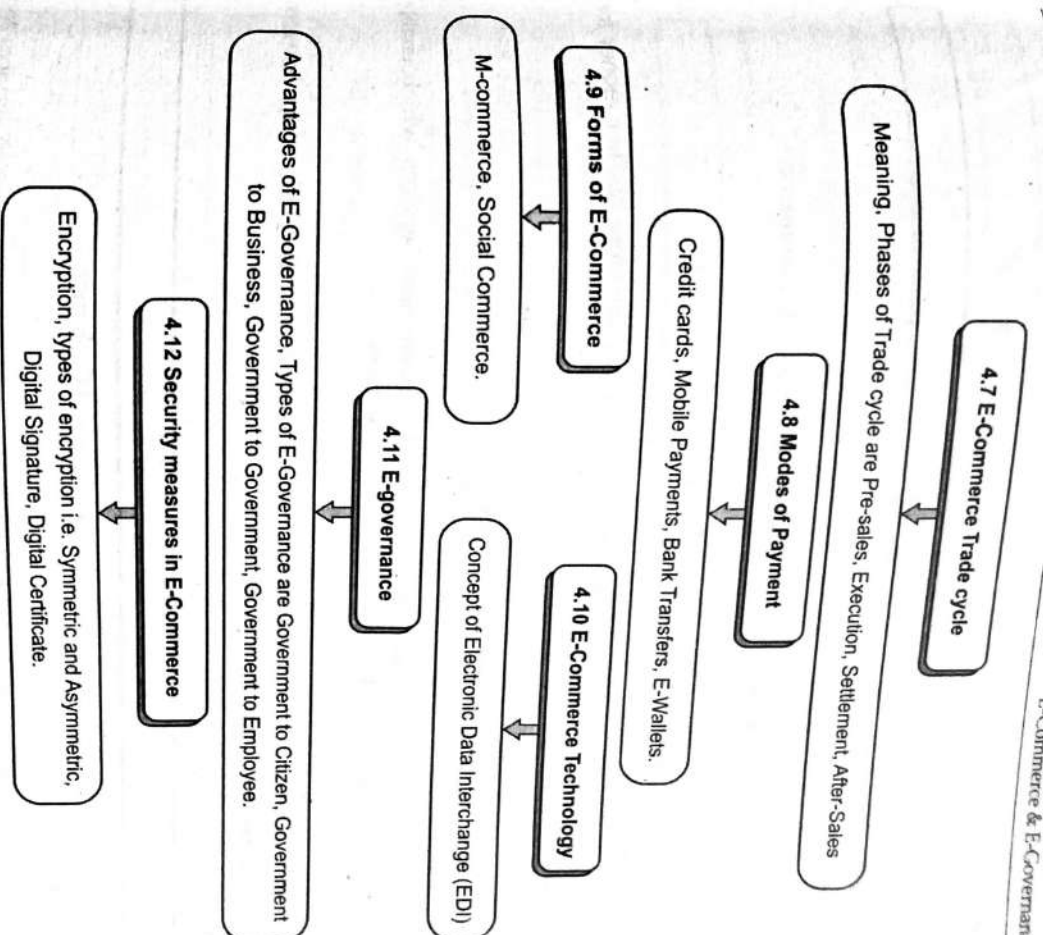 E-Commerce & E-Governan
4.7 E-Commerce Trade cycle
Meaning, Phases of Trade cycle are Pre-sales, Execution, Settlement, After-Sales
4.8 Modes of Payment
Credit cards, Mobile Payments, Bank Transfers, E-Wallets.
4.9 Forms of E-Commerce
M-commerce, Social Commerce.
4.10 E-Commerce Technology
Concept of Electronic Data Interchange (EDI)
4.11 E-governance
Advantages of E-Governance, Types of E-Governance are Government to Citizen, Government
to Business, Government to Government, Government to Employee.
4.12 Security measures in E-Commerce
Encryption, types of encryption i.e. Symmetric and Asymmetric,
Digital Signature, Digital Certificate.